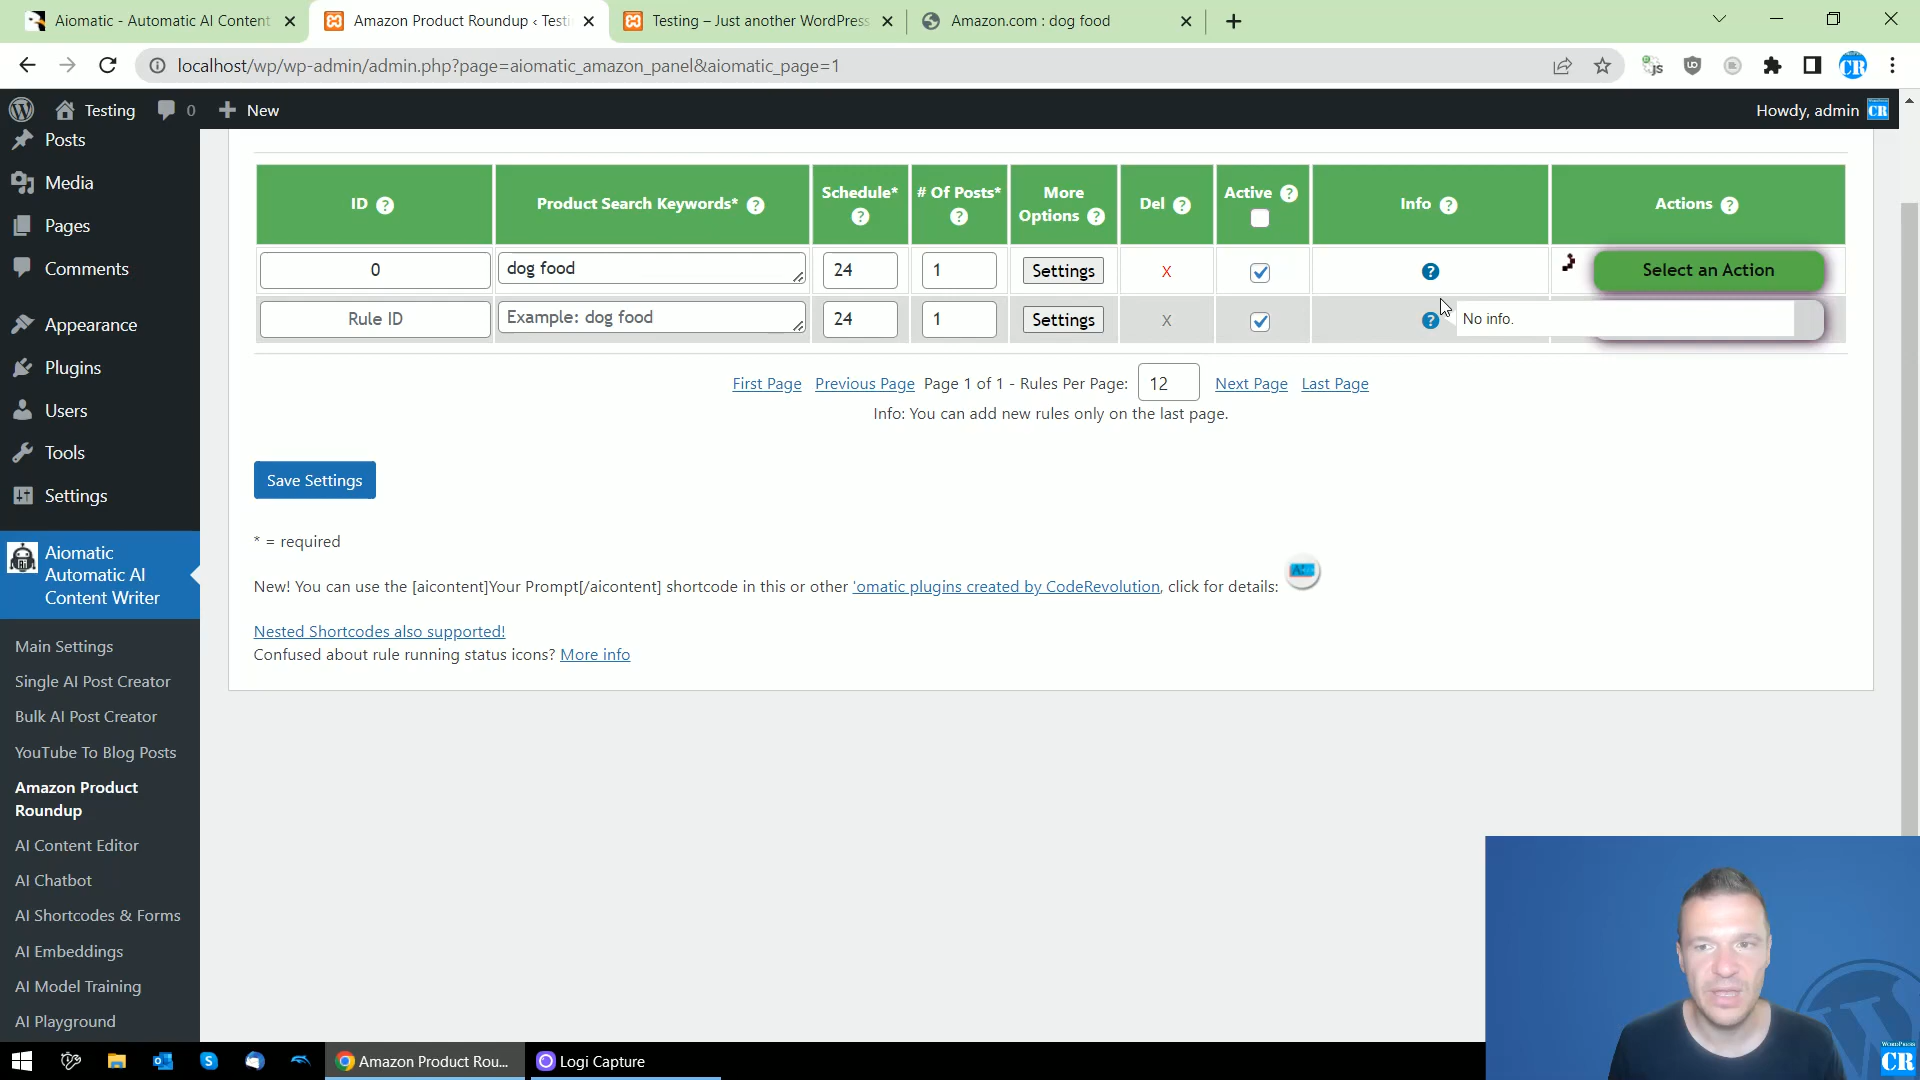 Aiomatic - Automatic AI Content
Amazon Product Roundup ‹ Testi
Testing – Just another WordPress
Amazon.com : dog food
localhost/wp/wp-admin/admin.php?page=aiomatic_amazon_panel&aiomatic_page=1
Testing
0
New
Howdy, admin
Posts
Media
Pages
Comments
Appearance
Plugins
Users
Tools
Settings
Aiomatic
Automatic AI
Content Writer
Main Settings
Single AI Post Creator
Bulk AI Post Creator
YouTube To Blog Posts
Amazon Product
Roundup
AI Content Editor
AI Chatbot
AI Shortcodes & Forms
AI Embeddings
AI Model Training
AI Playground
ID ?
Product Search Keywords* ?
Schedule* ?
# Of Posts* ?
More Options ?
Del ?
Active ?
Info ?
Actions ?
0
dog food
24
1
Settings
X
?
Select an Action
Rule ID
Example: dog food
24
1
Settings
X
?
No info.
First Page Previous Page Page 1 of 1 - Rules Per Page: 12 Next Page Last Page
Info: You can add new rules only on the last page.
Save Settings
* = required
New! You can use the [aicontent]Your Prompt[/aicontent] shortcode in this or other 'omatic plugins created by CodeRevolution, click for details:
Nested Shortcodes also supported!
Confused about rule running status icons? More info
Amazon Product Rou...
Logi Capture
WORDPRESS
CR